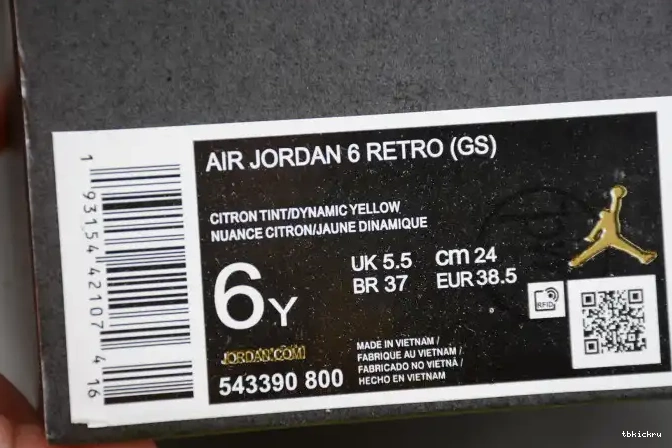 AIR JORDAN 6 RETRO (GS)
CITRON TINT/DYNAMIC YELLOW
NUANCE CITRON/JAUNE DINAMIQUE
6Y
UK 5.5 cm 24
BR 37 EUR 38.5
RFID
JORDAN.COM
543390 800
MADE IN VIETNAM /
FABRIQUE AU VIETNAM /
FABRICADO NO VIETNÃ /
HECHO EN VIETNAM
1 93154 42107 4 16
tbkickru